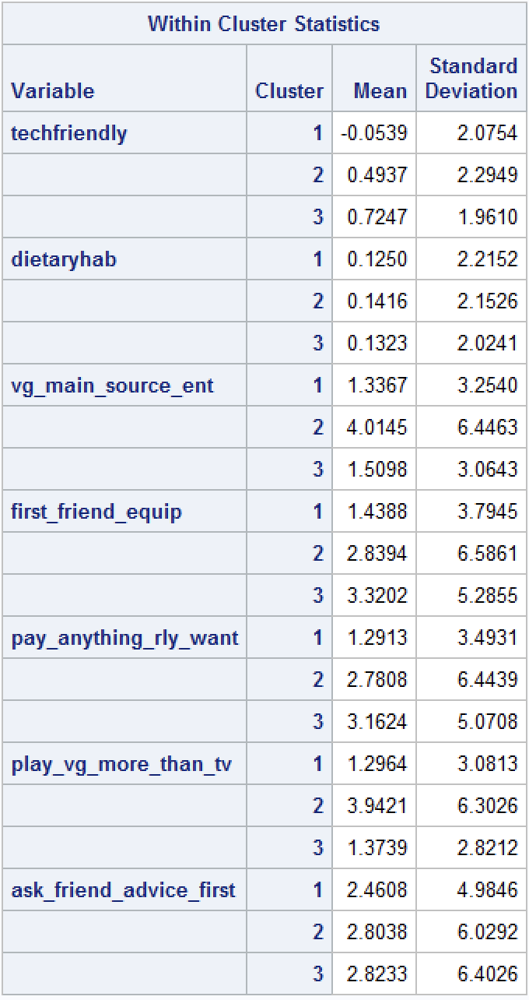 Within Cluster Statistics
Variable Cluster Mean Standard Deviation
techfriendly 1 -0.0539 2.0754
2 0.4937 2.2949
3 0.7247 1.9610
dietaryhab 1 0.1250 2.2152
2 0.1416 2.1526
3 0.1323 2.0241
vg_main_source_ent 1 1.3367 3.2540
2 4.0145 6.4463
3 1.5098 3.0643
first_friend_equip 1 1.4388 3.7945
2 2.8394 6.5861
3 3.3202 5.2855
pay_anything_rly_want 1 1.2913 3.4931
2 2.7808 6.4439
3 3.1624 5.0708
play_vg_more_than_tv 1 1.2964 3.0813
2 3.9421 6.3026
3 1.3739 2.8212
ask_friend_advice_first 1 2.4608 4.9846
2 2.8038 6.0292
3 2.8233 6.4026